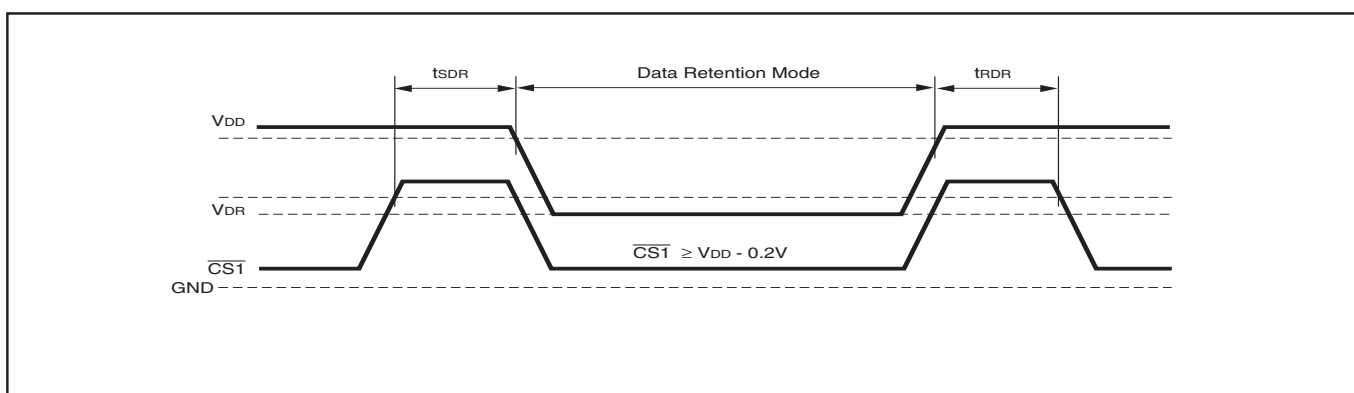 tSDR
Data Retention Mode
tRDR
VDD
VDR
CS1 ≥ VDD - 0.2V
CS1
GND